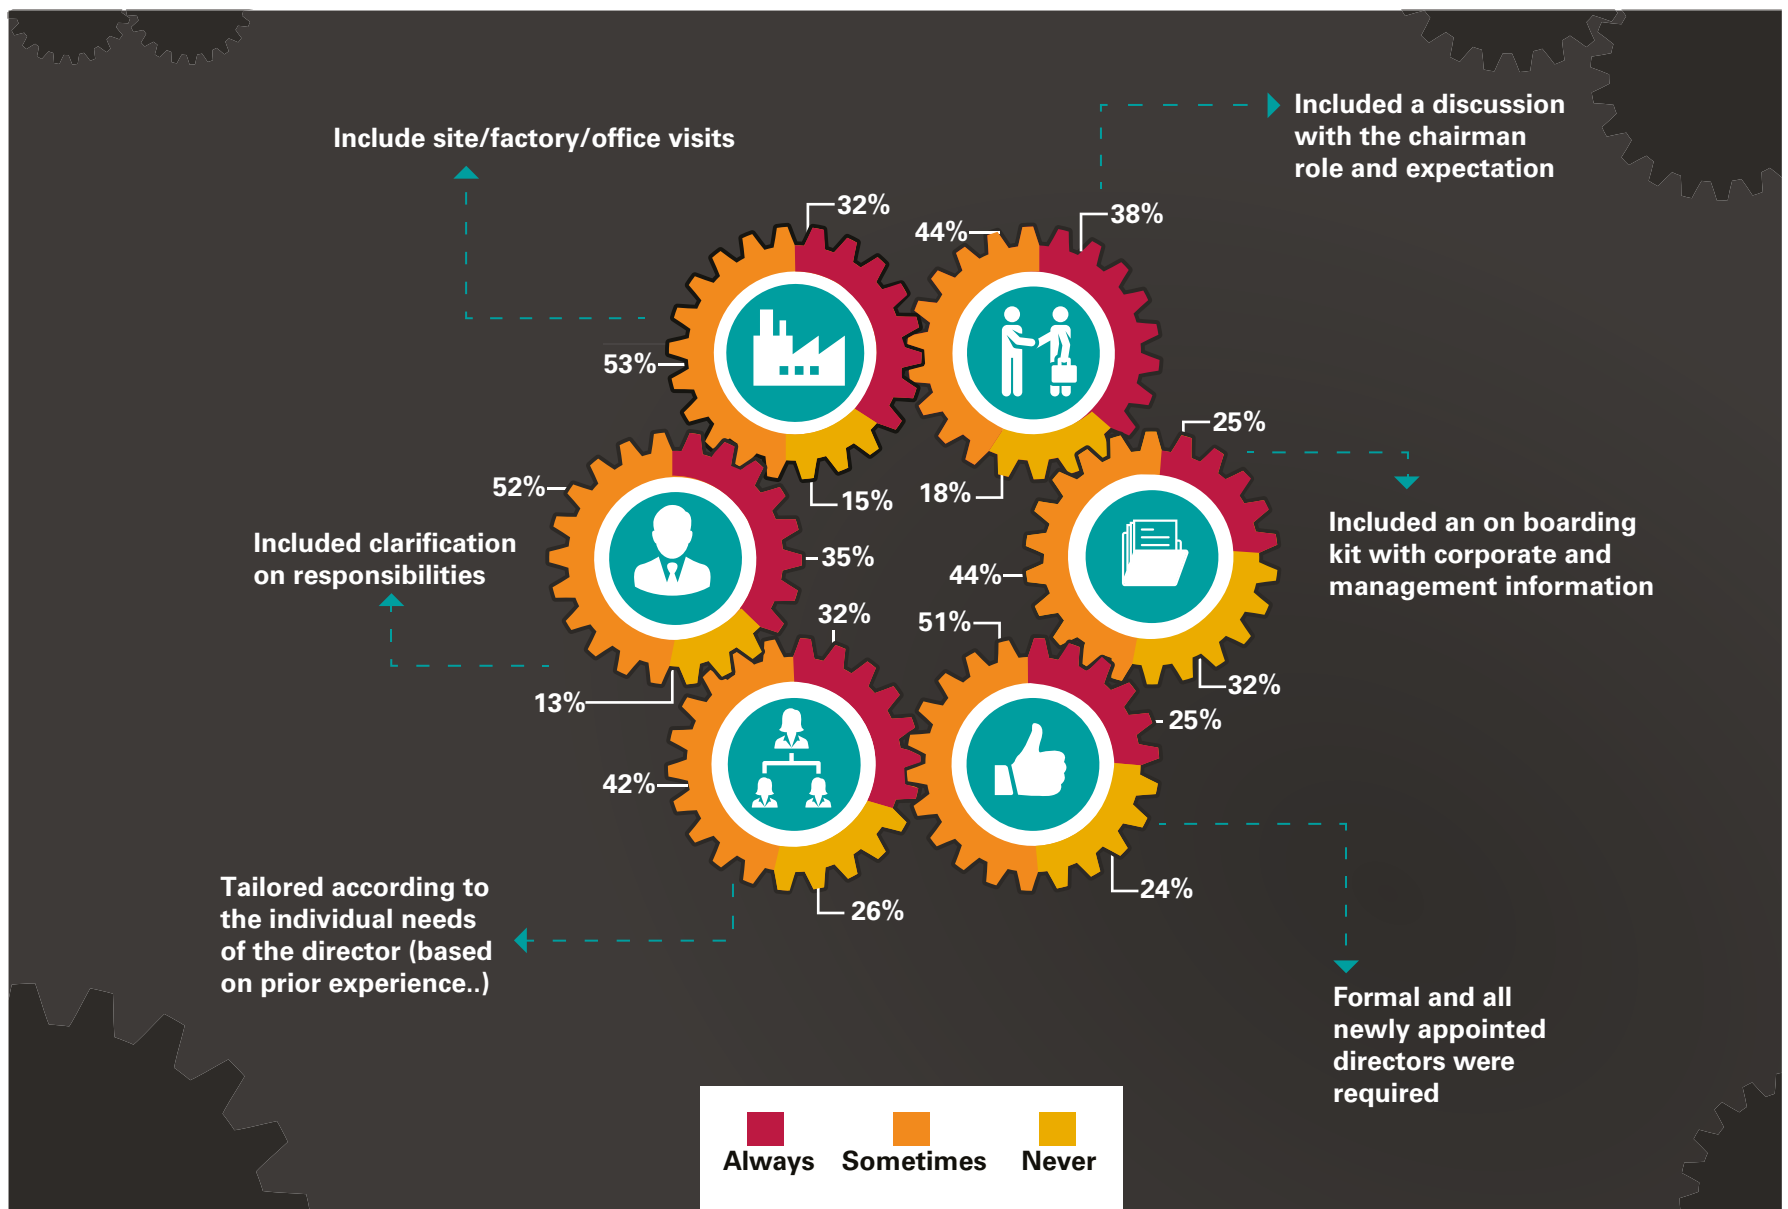 Included a discussion
with the chairman
role and expectation
Include site/factory/office visits
32%
38%
44%
53%
25%
52%
15%
18%
Included an on boarding
kit with corporate and
management information
Included clarification
on responsibilities
35%
44%
32%
51%
32%
13%
25%
42%
Tailored according to
the individual needs
of the director (based
on prior experience..)
24%
26%
Formal and all
newly appointed
directors were
required
Always
Sometimes
Never